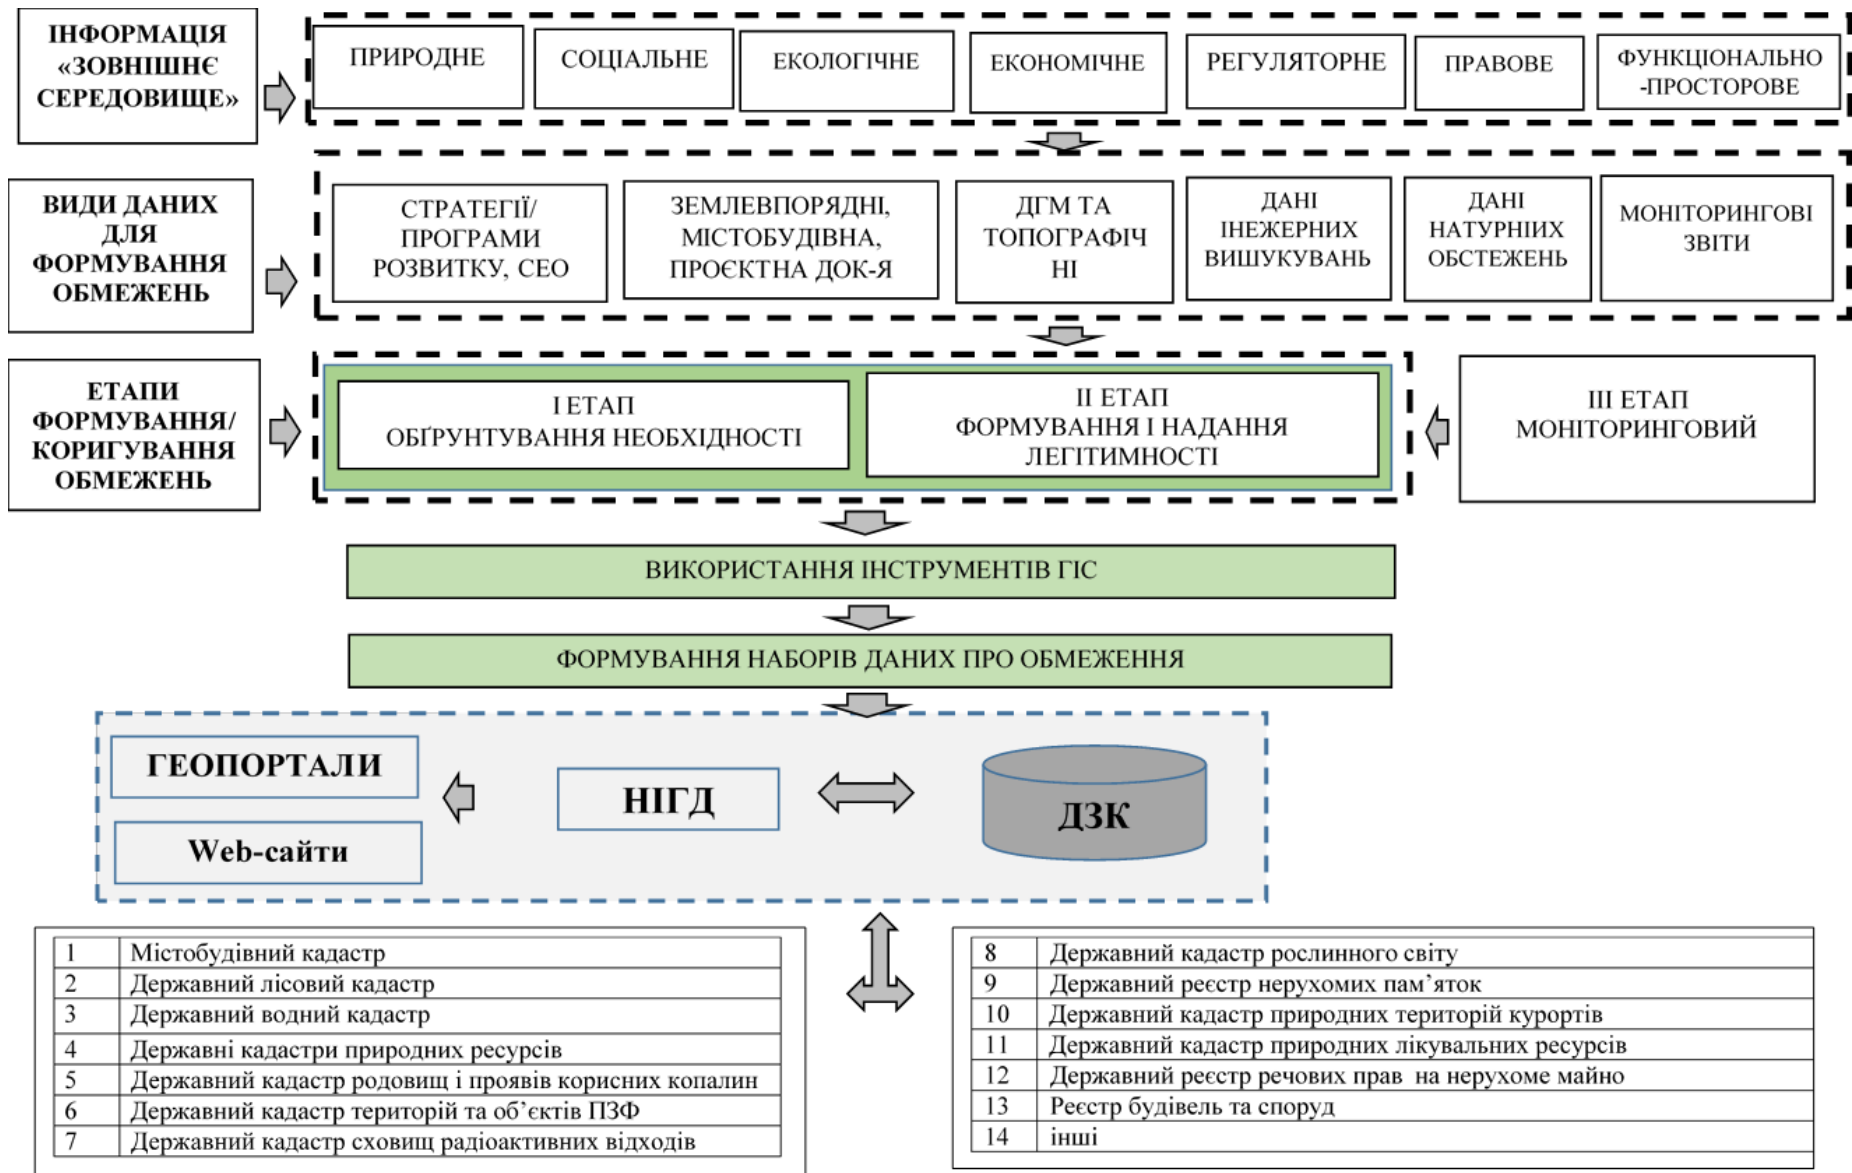 ІНФОРМАЦІЯ
«ЗОВНІШНЄ
СЕРЕДОВИЩЕ»
ПРИРОДНЕ
СОЦІАЛЬНЕ
ЕКОЛОГІЧНЕ
ЕКОНОМІЧНЕ
РЕГУЛЯТОРНЕ
ПРАВОВЕ
ФУНКЦІОНАЛЬНО
-ПРОСТОРОВЕ
ВИДИ ДАНИХ
ДЛЯ
ФОРМУВАННЯ
ОБМЕЖЕНЬ
СТРАТЕГІЇ/
ПРОГРАМИ
РОЗВИТКУ, СЕО
ЗЕМЛЕВПОРЯДНІ,
МІСТОБУДІВНА,
ПРОЄКТНА ДОК-Я
ДГМ ТА
ТОПОГРАФІЧ
НІ
ДАНІ
ІНЕЖЕРНИХ
ВИШУКУВАНЬ
ДАНІ
НАТУРНІИХ
ОБСТЕЖЕНЬ
МОНІТОРИНГОВІ
ЗВІТИ
ЕТАПИ
ФОРМУВАННЯ/
КОРИГУВАННЯ
ОБМЕЖЕНЬ
І ЕТАП
ОБҐРУНТУВАННЯ НЕОБХІДНОСТІ
ІІ ЕТАП
ФОРМУВАННЯ І НАДАННЯ
ЛЕГІТИМНОСТІ
ІІІ ЕТАП
МОНІТОРИНГОВИЙ
ВИКОРИСТАННЯ ІНСТРУМЕНТІВ ГІС
ФОРМУВАННЯ НАБОРІВ ДАНИХ ПРО ОБМЕЖЕННЯ
ГЕОПОРТАЛИ
Web-сайти
НІГД
ДЗК
1 Містобудівний кадастр
2 Державний лісовий кадастр
3 Державний водний кадастр
4 Державні кадастри природних ресурсів
5 Державний кадастр родовищ і проявів корисних копалин
6 Державний кадастр територій та об’єктів ПЗФ
7 Державний кадастр сховищ радіоактивних відходів
8 Державний кадастр рослинного світу
9 Державний реєстр нерухомих пам’яток
10 Державний кадастр природних територій курортів
11 Державний кадастр природних лікувальних ресурсів
12 Державний реєстр речових прав на нерухоме майно
13 Реєстр будівель та споруд
14 інші